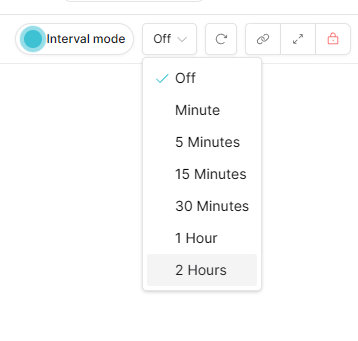 Interval mode
Off
Off
Minute
5 Minutes
15 Minutes
30 Minutes
1 Hour
2 Hours